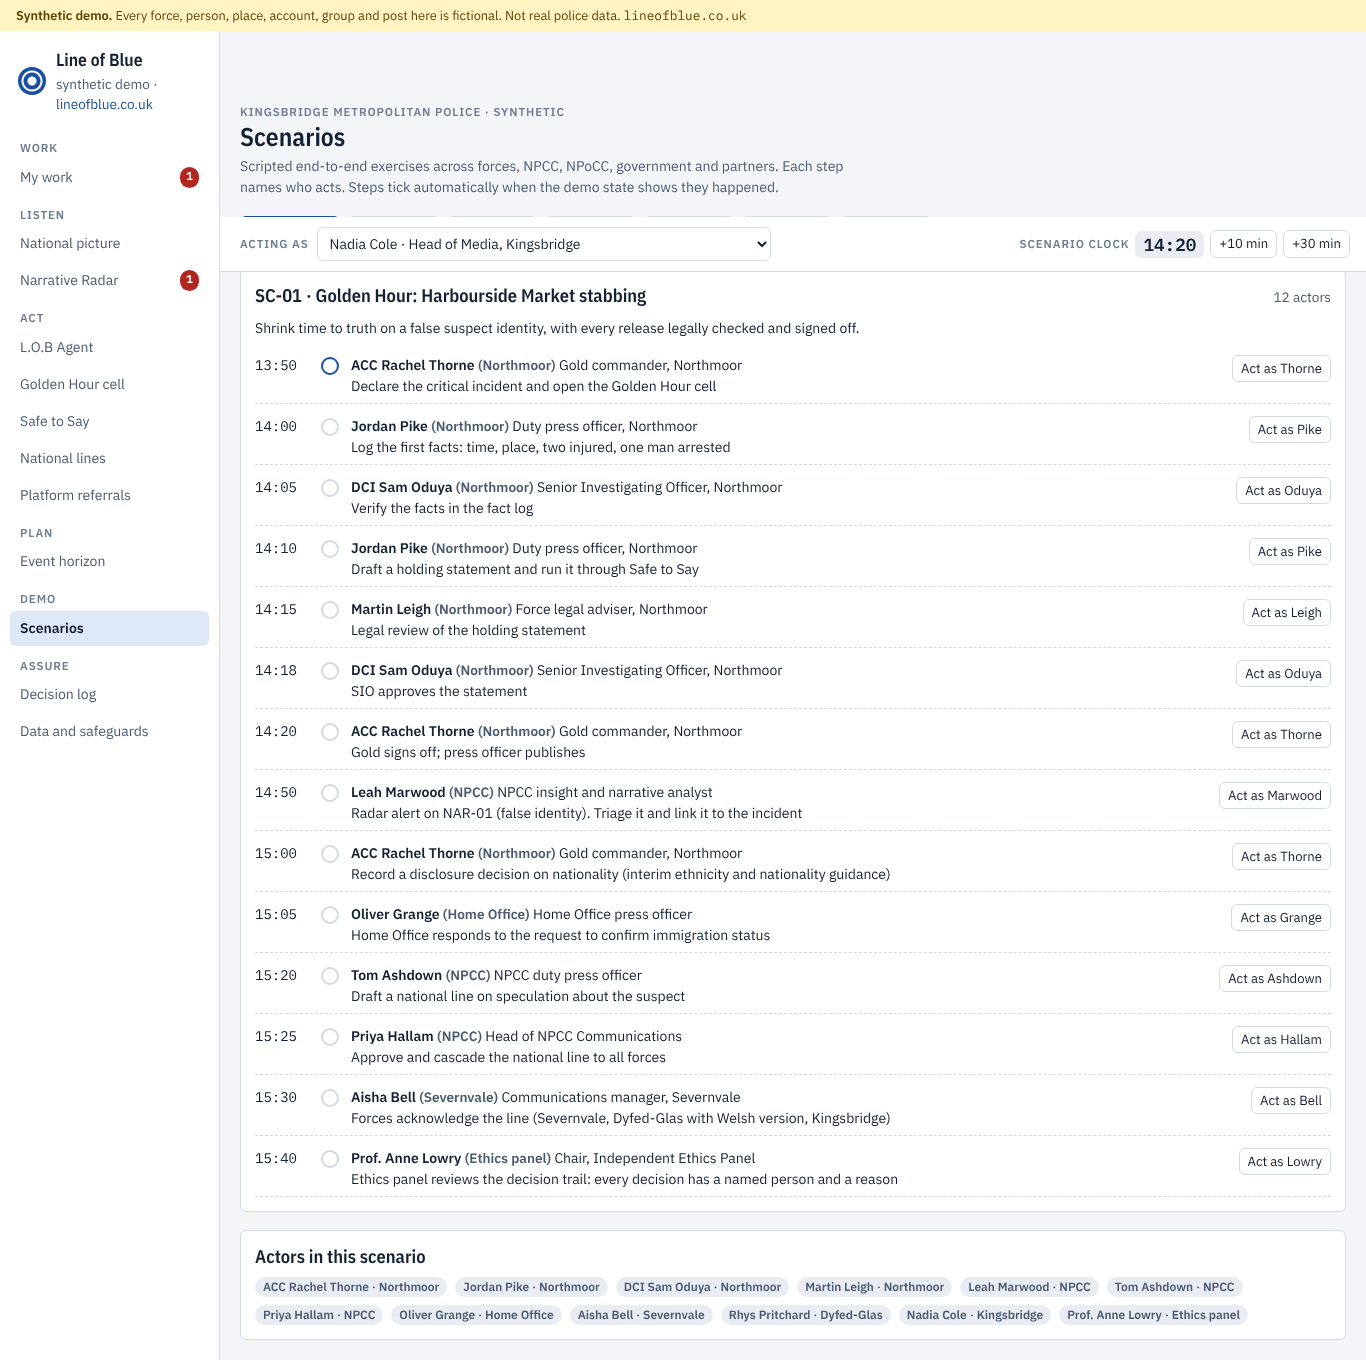 Synthetic demo. Every force, person, place, account, group and post here is fictional. Not real police data. lineofblue.co.uk
Line of Blue
synthetic demo ·
lineofblue.co.uk
WORK
My work 1
LISTEN
National picture
Narrative Radar 1
ACT
L.O.B Agent
Golden Hour cell
Safe to Say
National lines
Platform referrals
PLAN
Event horizon
DEMO
Scenarios
ASSURE
Decision log
Data and safeguards
KINGSBRIDGE METROPOLITAN POLICE · SYNTHETIC
Scenarios
Scripted end-to-end exercises across forces, NPCC, NPoCC, government and partners. Each step
names who acts. Steps tick automatically when the demo state shows they happened.
ACTING AS Nadia Cole · Head of Media, Kingsbridge SCENARIO CLOCK 14:20 +10 min +30 min
SC-01 · Golden Hour: Harbourside Market stabbing 12 actors
Shrink time to truth on a false suspect identity, with every release legally checked and signed off.
13:50 ACC Rachel Thorne (Northmoor) Gold commander, Northmoor Act as Thorne
Declare the critical incident and open the Golden Hour cell
14:00 Jordan Pike (Northmoor) Duty press officer, Northmoor Act as Pike
Log the first facts: time, place, two injured, one man arrested
14:05 DCI Sam Oduya (Northmoor) Senior Investigating Officer, Northmoor Act as Oduya
Verify the facts in the fact log
14:10 Jordan Pike (Northmoor) Duty press officer, Northmoor Act as Pike
Draft a holding statement and run it through Safe to Say
14:15 Martin Leigh (Northmoor) Force legal adviser, Northmoor Act as Leigh
Legal review of the holding statement
14:18 DCI Sam Oduya (Northmoor) Senior Investigating Officer, Northmoor Act as Oduya
SIO approves the statement
14:20 ACC Rachel Thorne (Northmoor) Gold commander, Northmoor Act as Thorne
Gold signs off; press officer publishes
14:50 Leah Marwood (NPCC) NPCC insight and narrative analyst Act as Marwood
Radar alert on NAR-01 (false identity). Triage it and link it to the incident
15:00 ACC Rachel Thorne (Northmoor) Gold commander, Northmoor Act as Thorne
Record a disclosure decision on nationality (interim ethnicity and nationality guidance)
15:05 Oliver Grange (Home Office) Home Office press officer Act as Grange
Home Office responds to the request to confirm immigration status
15:20 Tom Ashdown (NPCC) NPCC duty press officer Act as Ashdown
Draft a national line on speculation about the suspect
15:25 Priya Hallam (NPCC) Head of NPCC Communications Act as Hallam
Approve and cascade the national line to all forces
15:30 Aisha Bell (Severnvale) Communications manager, Severnvale Act as Bell
Forces acknowledge the line (Severnvale, Dyfed-Glas with Welsh version, Kingsbridge)
15:40 Prof. Anne Lowry (Ethics panel) Chair, Independent Ethics Panel Act as Lowry
Ethics panel reviews the decision trail: every decision has a named person and a reason
Actors in this scenario
ACC Rachel Thorne · Northmoor Jordan Pike · Northmoor DCI Sam Oduya · Northmoor Martin Leigh · Northmoor Leah Marwood · NPCC Tom Ashdown · NPCC
Priya Hallam · NPCC Oliver Grange · Home Office Aisha Bell · Severnvale Rhys Pritchard · Dyfed-Glas Nadia Cole · Kingsbridge Prof. Anne Lowry · Ethics panel